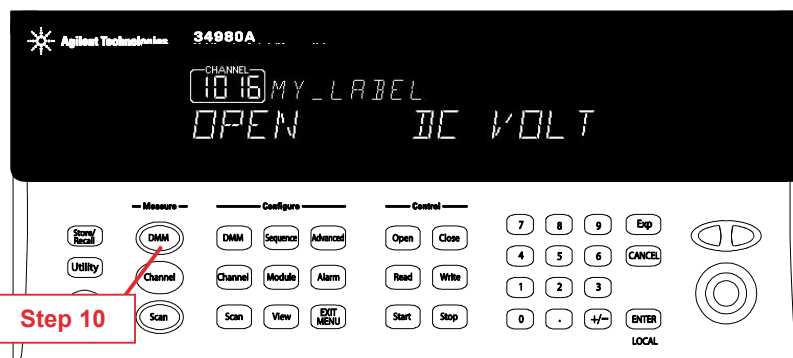 Agilent Technologies
34980A
CHANNEL
1016 MY_LABEL
OPEN DC VOLT
Measure
Configure
Control
Store/Recall
DMM
DMM
Sequence
Advanced
Open
Close
7
8
9
Exp
Utility
Channel
Channel
Module
Alarm
Read
Write
4
5
6
CANCEL
1
2
3
Step 10
Scan
Scan
View
EXIT MENU
Start
Stop
0
.
+/−
ENTER
LOCAL